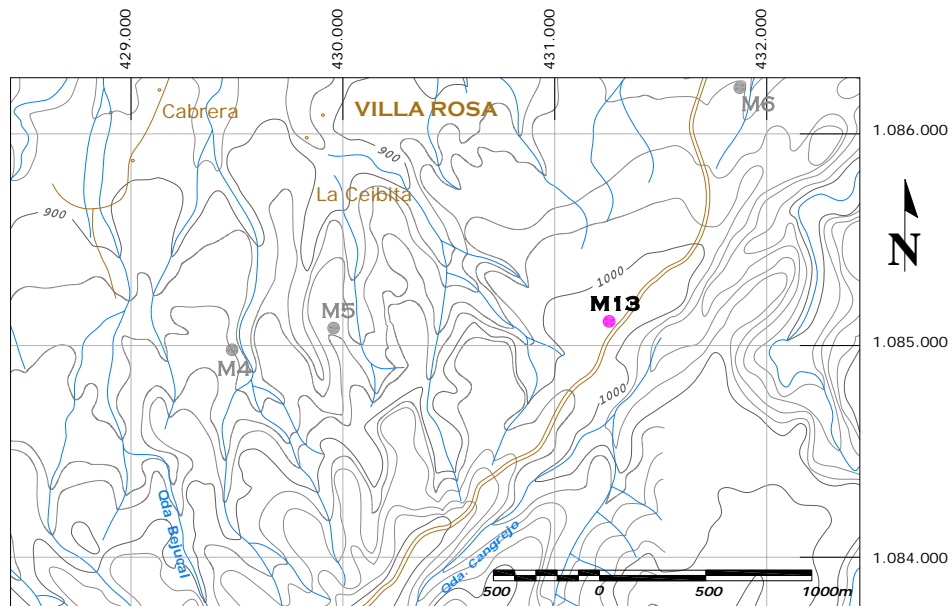 429.000
430.000
431.000
432.000
Cabrera
VILLA ROSA
M6
1.086.000
900
La Ceibita
900
N
1000
M13
M5
1.085.000
M4
1000
Qda. Bejucal
Qda. Cangrejo
1.084.000
500 0 500 1000m